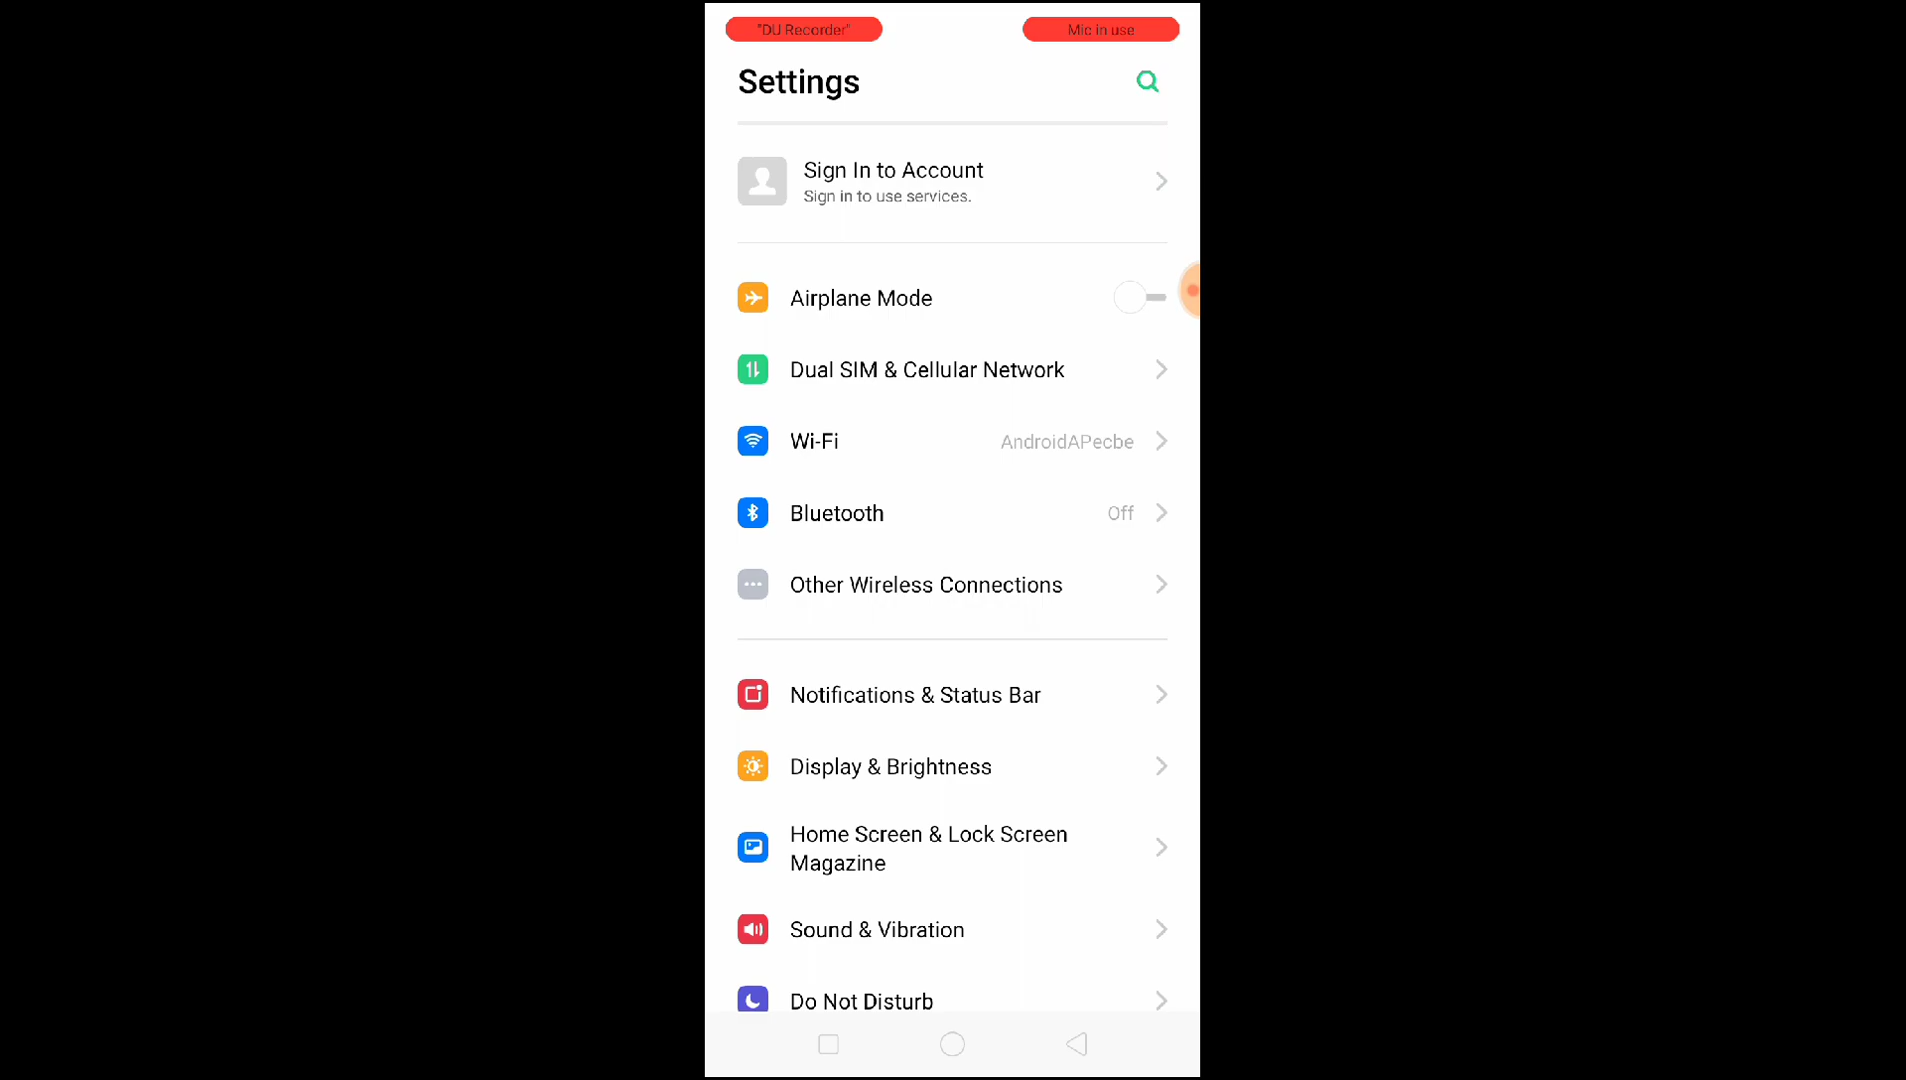 "DU Recorder"
Mic in use
Settings
Sign In to Account
Sign in to use services.
Airplane Mode
Dual SIM & Cellular Network
Wi-Fi
AndroidAPecbe
Bluetooth
Off
Other Wireless Connections
Notifications & Status Bar
Display & Brightness
Home Screen & Lock Screen
Magazine
Sound & Vibration
Do Not Disturb